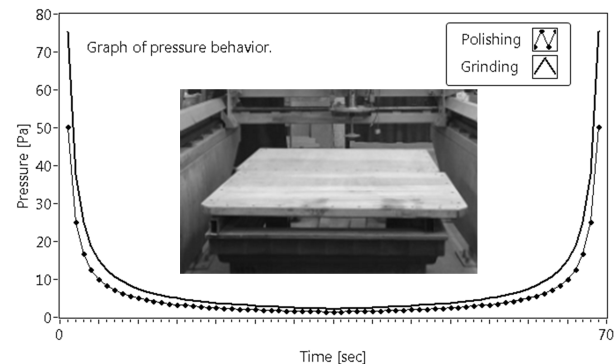 80
70
60
50
40
30
20
10
0
Pressure [Pa]
Graph of pressure behavior.
Polishing
Grinding
0
70
Time [sec]